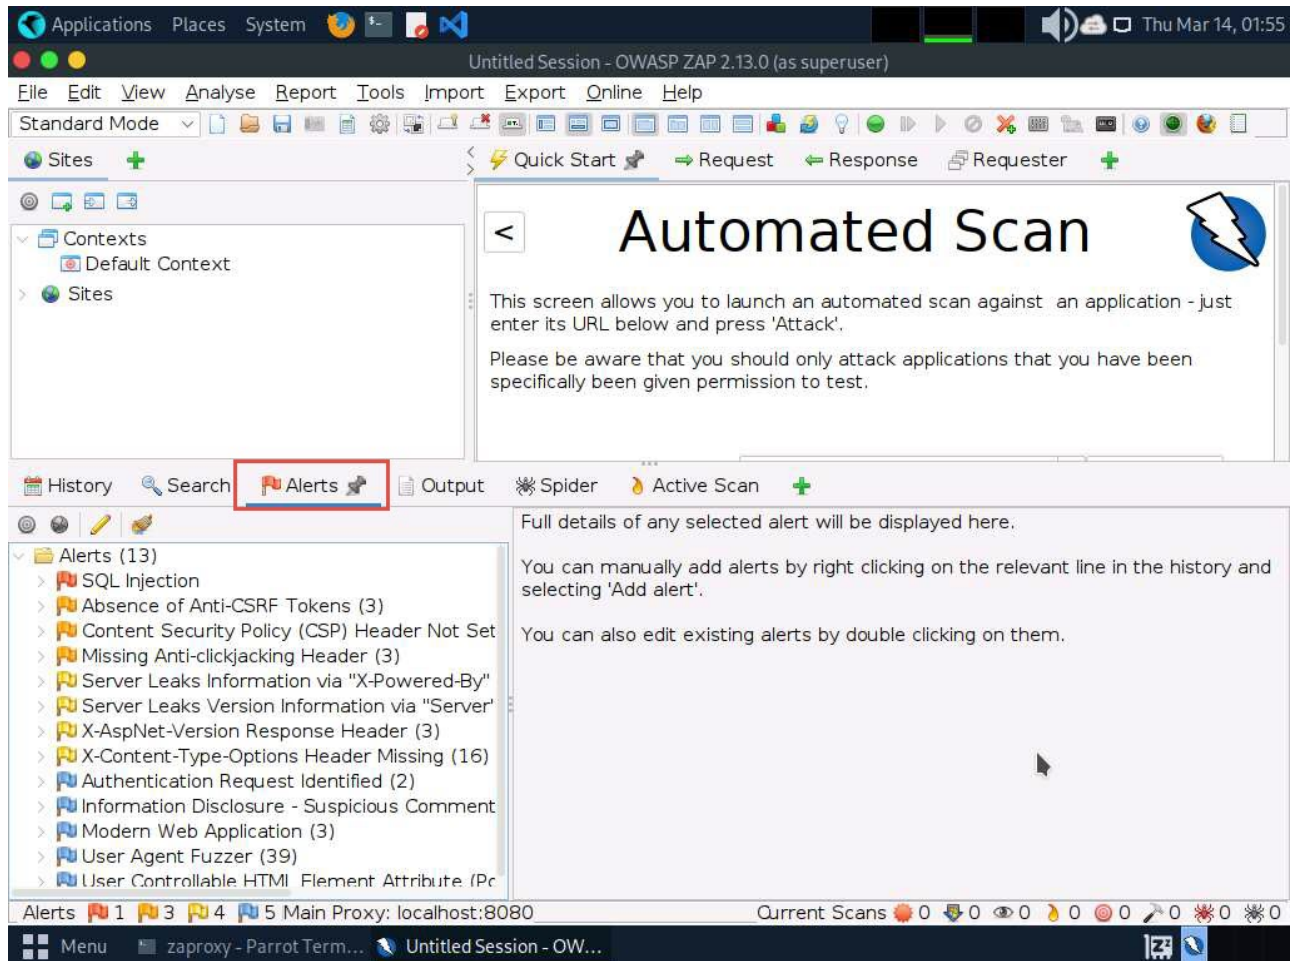 Applications Places System Thu Mar 14, 01:55
Untitled Session - OWASP ZAP 2.13.0 (as superuser)
File Edit View Analyse Report Tools Import Export Online Help
Standard Mode
Sites Quick Start Request Response Requester
<
Automated Scan
Contexts
Default Context
Sites
This screen allows you to launch an automated scan against an application - just
enter its URL below and press 'Attack'.
Please be aware that you should only attack applications that you have been
specifically been given permission to test.
History Search Alerts Output Spider Active Scan
Alerts (13)
SQL Injection
Absence of Anti-CSRF Tokens (3)
Content Security Policy (CSP) Header Not Set
Missing Anti-clickjacking Header (3)
Server Leaks Information via "X-Powered-By"
Server Leaks Version Information via "Server"
X-AspNet-Version Response Header (3)
X-Content-Type-Options Header Missing (16)
Authentication Request Identified (2)
Information Disclosure - Suspicious Comment
Modern Web Application (3)
User Agent Fuzzer (39)
User Controllable HTML Element Attribute (Po
Full details of any selected alert will be displayed here.
You can manually add alerts by right clicking on the relevant line in the history and
selecting 'Add alert'.
You can also edit existing alerts by double clicking on them.
Alerts 1 3 4 5 Main Proxy: localhost:8080 Current Scans 0 0 0 0 0 0 0 0
Menu zaproxy - Parrot Term... Untitled Session - OW...